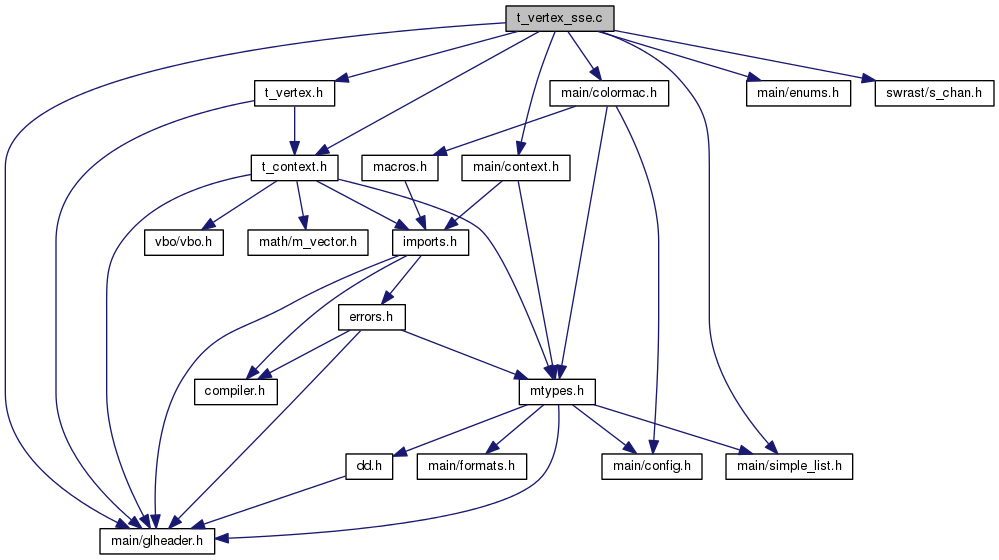 t_vertex_sse.c
t_vertex.h
main/colormac.h
main/enums.h
swrast/s_chan.h
t_context.h
macros.h
main/context.h
vbo/vbo.h
math/m_vector.h
imports.h
errors.h
compiler.h
mtypes.h
dd.h
main/formats.h
main/config.h
main/simple_list.h
main/glheader.h